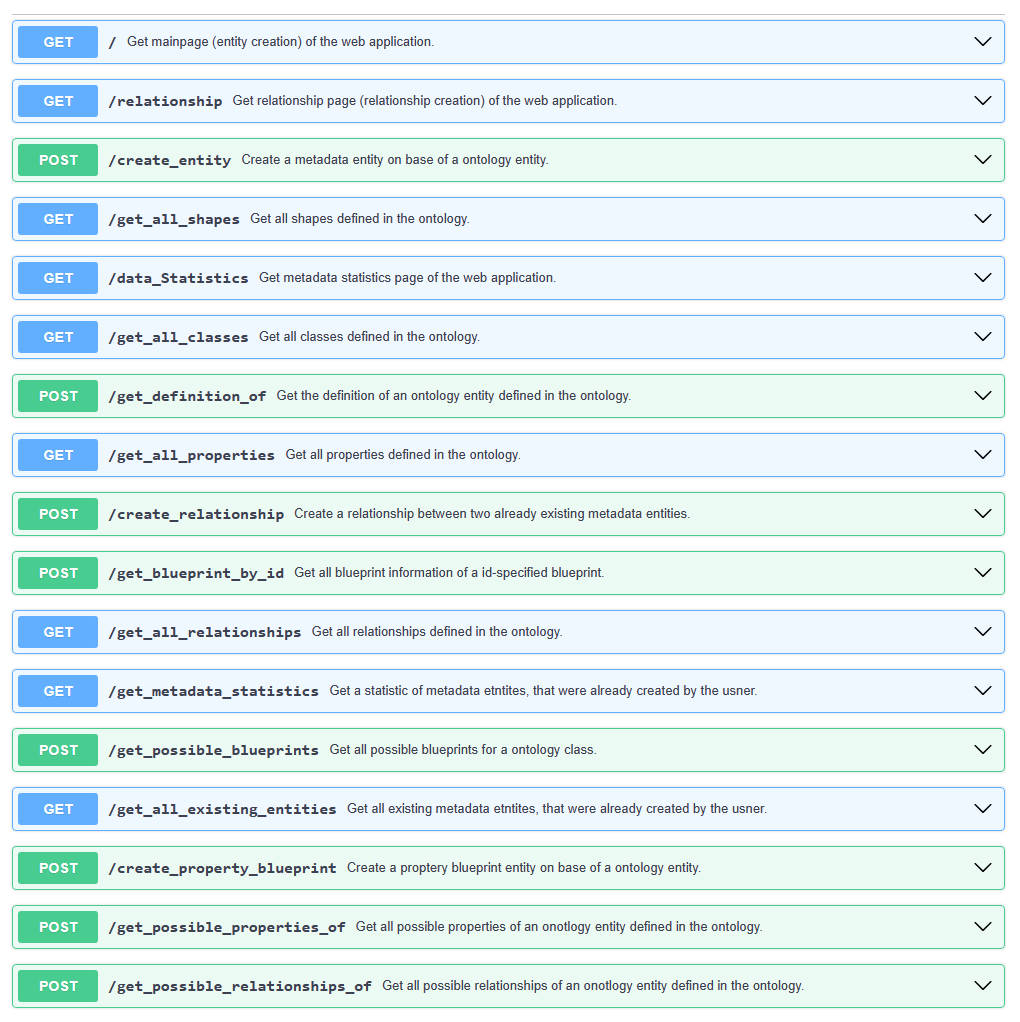 GET / Get mainpage (entity creation) of the web application.
GET /relationship Get relationship page (relationship creation) of the web application.
POST /create_entity Create a metadata entity on base of a ontology entity.
GET /get_all_shapes Get all shapes defined in the ontology.
GET /data_Statistics Get metadata statistics page of the web application.
GET /get_all_classes Get all classes defined in the ontology.
POST /get_definition_of Get the definition of an ontology entity defined in the ontology.
GET /get_all_properties Get all properties defined in the ontology.
POST /create_relationship Create a relationship between two already existing metadata entities.
POST /get_blueprint_by_id Get all blueprint information of a id-specified blueprint.
GET /get_all_relationships Get all relationships defined in the ontology.
GET /get_metadata_statistics Get a statistic of metadata etntites, that were already created by the usner.
POST /get_possible_blueprints Get all possible blueprints for a ontology class.
GET /get_all_existing_entities Get all existing metadata etntites, that were already created by the usner.
POST /create_property_blueprint Create a proptery blueprint entity on base of a ontology entity.
POST /get_possible_properties_of Get all possible properties of an onotlogy entity defined in the ontology.
POST /get_possible_relationships_of Get all possible relationships of an onotlogy entity defined in the ontology.